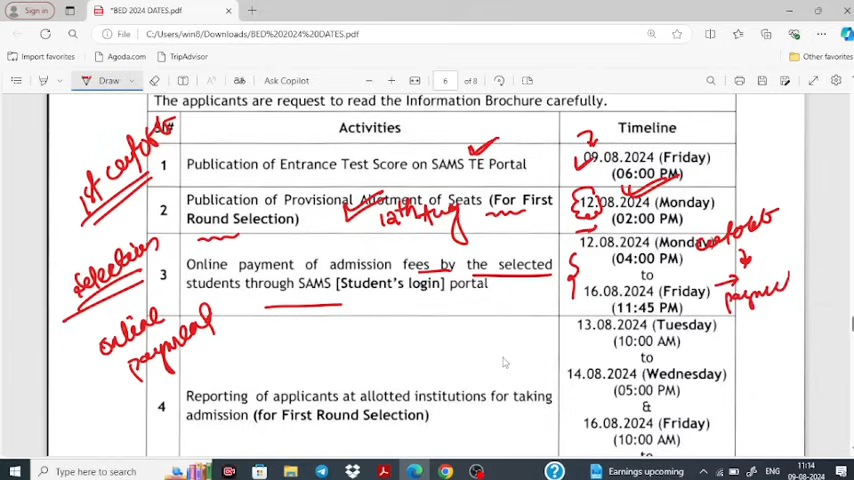 Sign in
*BED 2024 DATES.pdf
File
C:/Users/win8/Downloads/BED%202024%20DATES.pdf
Import favorites
Agoda.com
TripAdvisor
Other favorites
Draw
Ask Copilot
6
of 8
The applicants are request to read the Information Brochure carefully.
Sl#
Activities
Timeline
1
Publication of Entrance Test Score on SAMS TE Portal
09.08.2024 (Friday)
(06:00 PM)
2
Publication of Provisional Allotment of Seats (For First
Round Selection)
12.08.2024 (Monday)
(02:00 PM)
3
Online payment of admission fees by the selected
students through SAMS [Student's login] portal
12.08.2024 (Monday)
(04:00 PM)
to
16.08.2024 (Friday)
(11:45 PM)
4
Reporting of applicants at allotted institutions for taking
admission (for First Round Selection)
13.08.2024 (Tuesday)
(10:00 AM)
to
14.08.2024 (Wednesday)
(05:00 PM)
&
16.08.2024 (Friday)
(10:00 AM)
to
1st
selection
online
payment
12th Aug
Type here to search
Earnings upcoming
ENG
11:14
09-08-2024